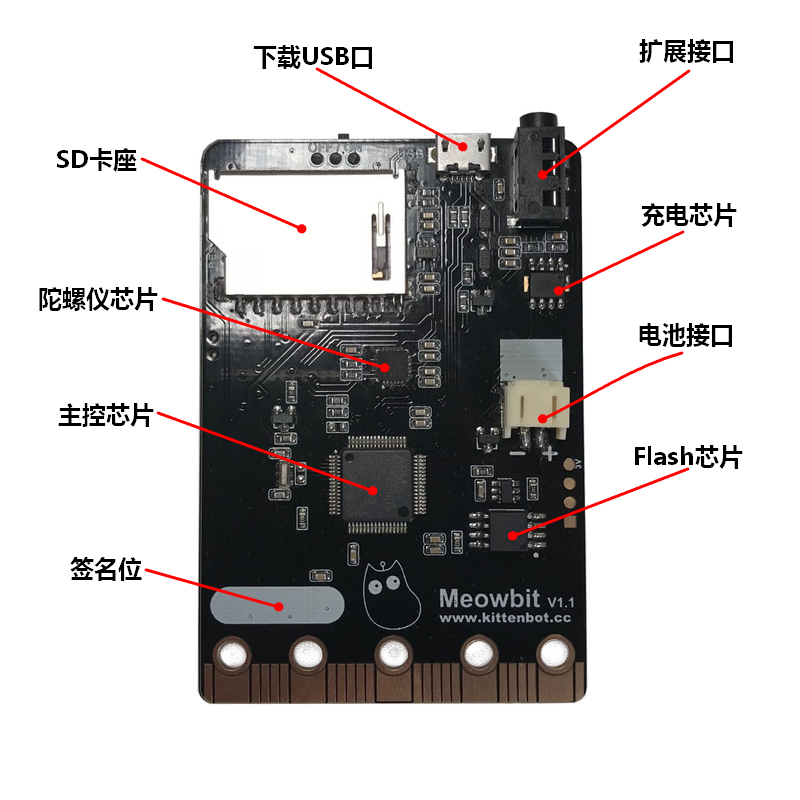 下载USB口
扩展接口
SD卡座
OFF/ON
USB
充电芯片
陀螺仪芯片
电池接口
主控芯片
Flash芯片
- +
3V
签名位
Meowbit V1.1
www.kittenbot.cc